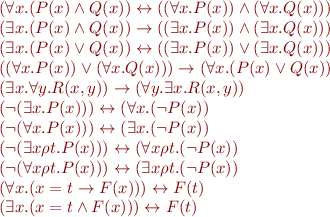 (∀x.(P(x) ∧ Q(x)) ↔ ((∀x.P(x)) ∧ (∀x.Q(x)))
(∃x.(P(x) ∧ Q(x)) → ((∃x.P(x)) ∧ (∃x.Q(x)))
(∃x.(P(x) ∨ Q(x)) ↔ ((∃x.P(x)) ∨ (∃x.Q(x)))
((∀x.P(x)) ∨ (∀x.Q(x))) → (∀x.(P(x) ∨ Q(x))
(∃x.∀y.R(x, y)) → (∀y.∃x.R(x, y))
(¬(∃x.P(x))) ↔ (∀x.(¬P(x))
(¬(∀x.P(x))) ↔ (∃x.(¬P(x))
(¬(∃xρt.P(x))) ↔ (∀xρt.(¬P(x))
(¬(∀xρt.P(x))) ↔ (∃xρt.(¬P(x))
(∀x.(x = t → F(x))) ↔ F(t)
(∃x.(x = t ∧ F(x))) ↔ F(t)